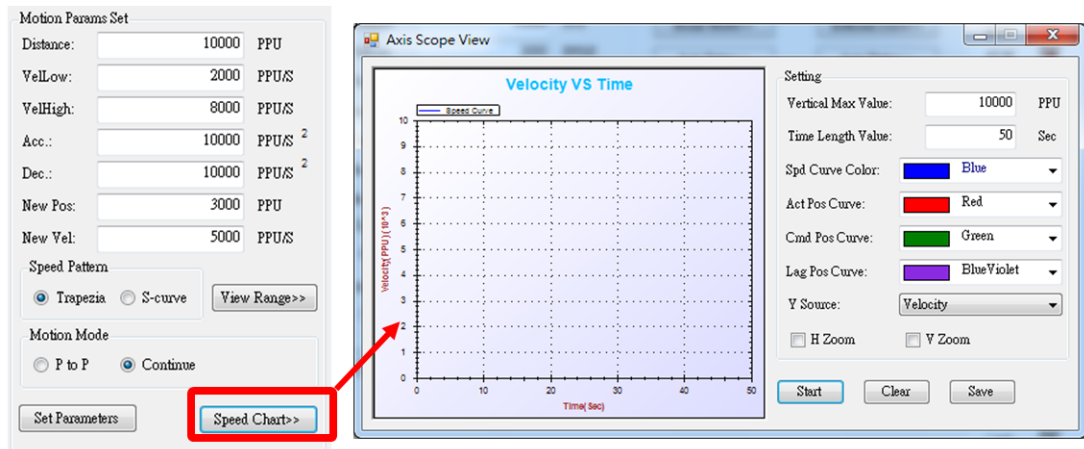 Motion Params Set
Distance: 10000 PPU
VelLow: 2000 PPU/S
VelHigh: 8000 PPU/S
Acc.: 10000 PPU/S 2
Dec.: 10000 PPU/S 2
New Pos: 3000 PPU
New Vel: 5000 PPU/S
Speed Pattern
Trapezia S-curve View Range>>
Motion Mode
P to P Continue
Set Parameters Speed Chart>>
Axis Scope View
Velocity VS Time
Speed Curve
10
9
8
7
6
5
4
3
2
1
0
Velocity(PPU)(10^3)
0 10 20 30 40 50
Time(Sec)
Setting
Vertical Max Value: 10000 PPU
Time Length Value: 50 Sec
Spd Curve Color: Blue
Act Pos Curve: Red
Cmd Pos Curve: Green
Lag Pos Curve: BlueViolet
Y Source: Velocity
H Zoom V Zoom
Start Clear Save